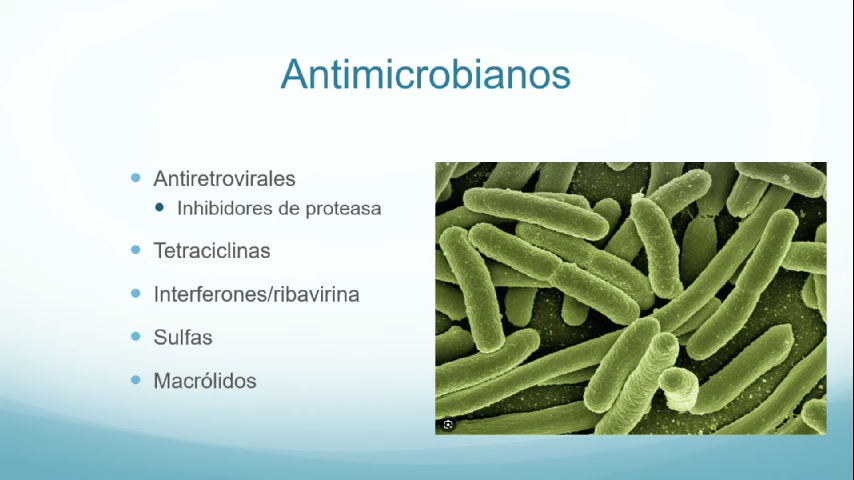 Antimicrobianos
Antiretrovirales
Inhibidores de proteasa
Tetraciclinas
Interferones/ribavirina
Sulfas
Macrólidos